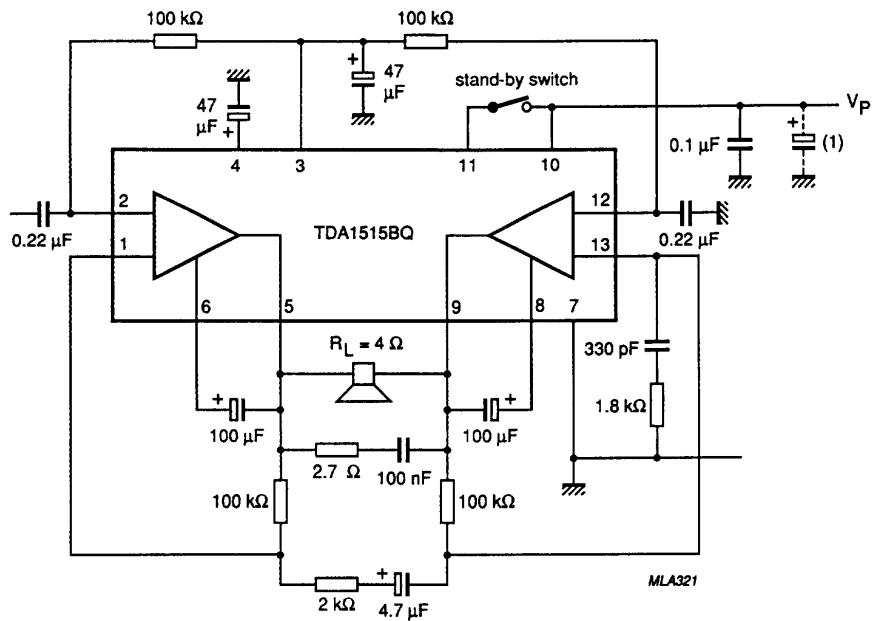 100 kΩ
100 kΩ
+
47
μF
47
μF
+
stand-by switch
VP
4
3
11
10
0.1 μF
+
(1)
2
12
0.22 μF
TDA1515BQ
0.22 μF
1
13
6
5
9
8
7
RL = 4 Ω
330 pF
+
+
1.8 kΩ
100 μF
100 μF
2.7 Ω
100 nF
100 kΩ
100 kΩ
+
2 kΩ
4.7 μF
MLA321